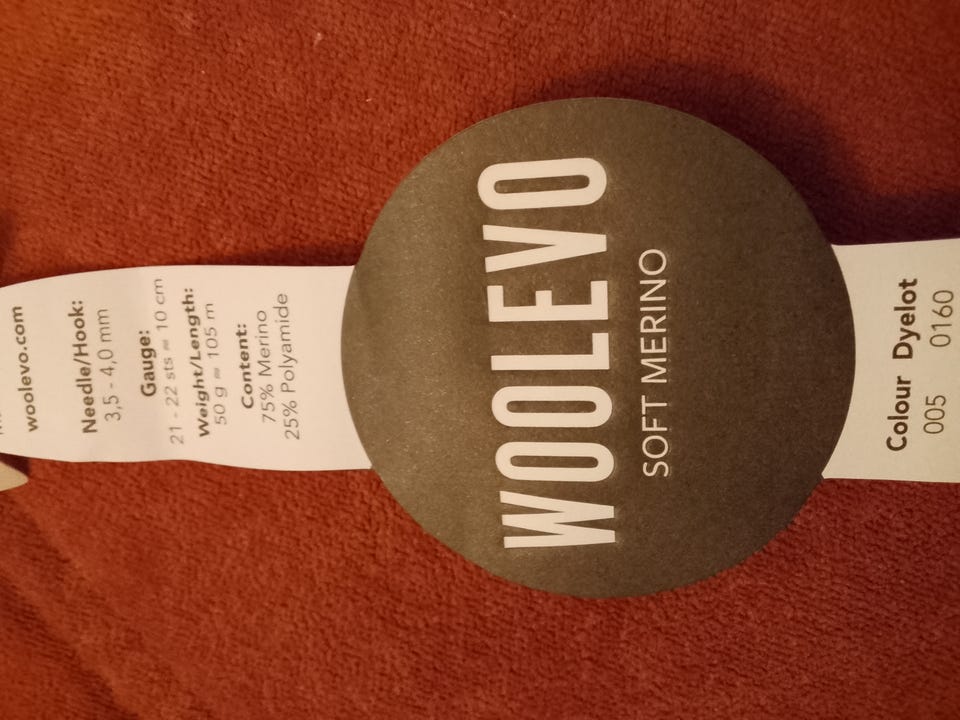 woolevo.com
Needle/Hook:
3,5 - 4,0 mm
Gauge:
21 - 22 sts = 10 cm
Weight/Length:
50 g ≈ 105 m
Content:
75% Merino
25% Polyamide
WOOLEVO
SOFT MERINO
Colour Dyelot
005 0160